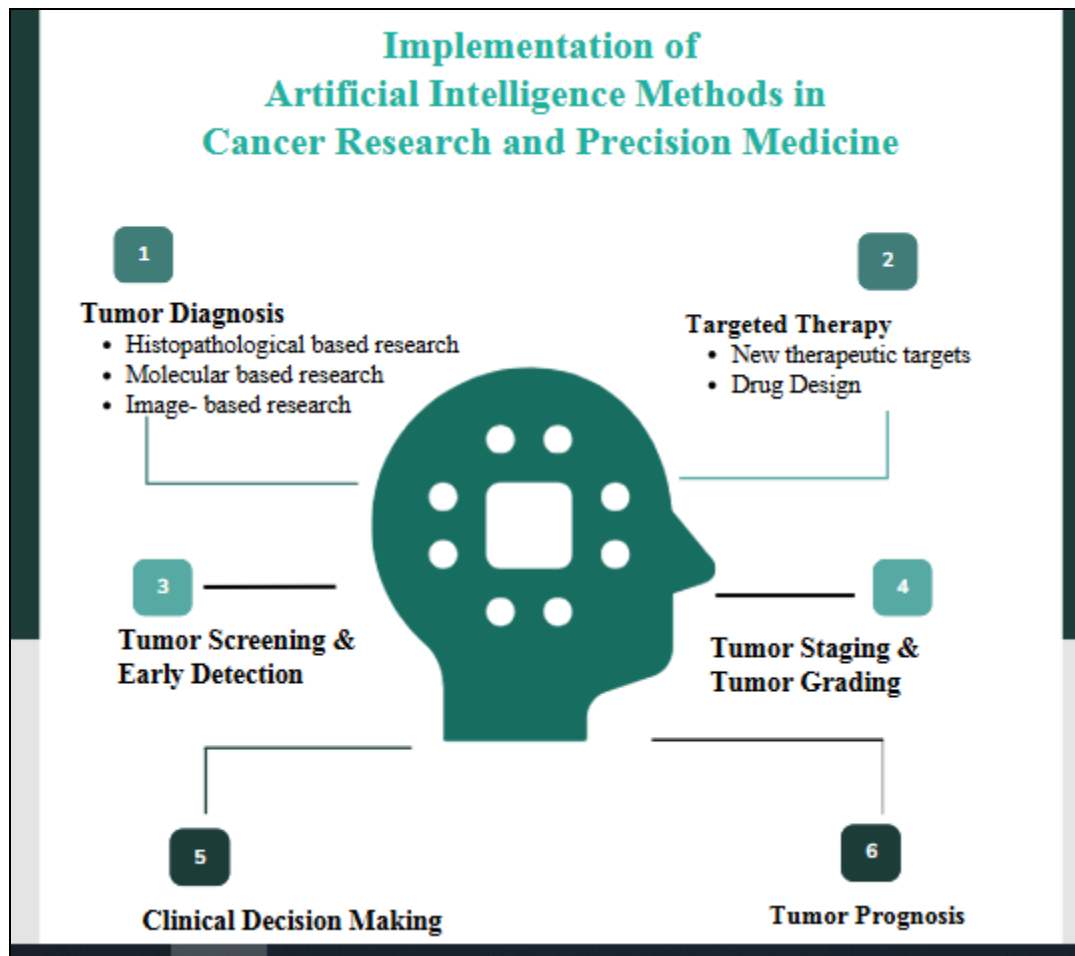 Implementation of
Artificial Intelligence Methods in
Cancer Research and Precision Medicine
1
Tumor Diagnosis
• Histopathological based research
• Molecular based research
• Image- based research
2
Targeted Therapy
• New therapeutic targets
• Drug Design
3
Tumor Screening &
Early Detection
4
Tumor Staging &
Tumor Grading
5
Clinical Decision Making
6
Tumor Prognosis